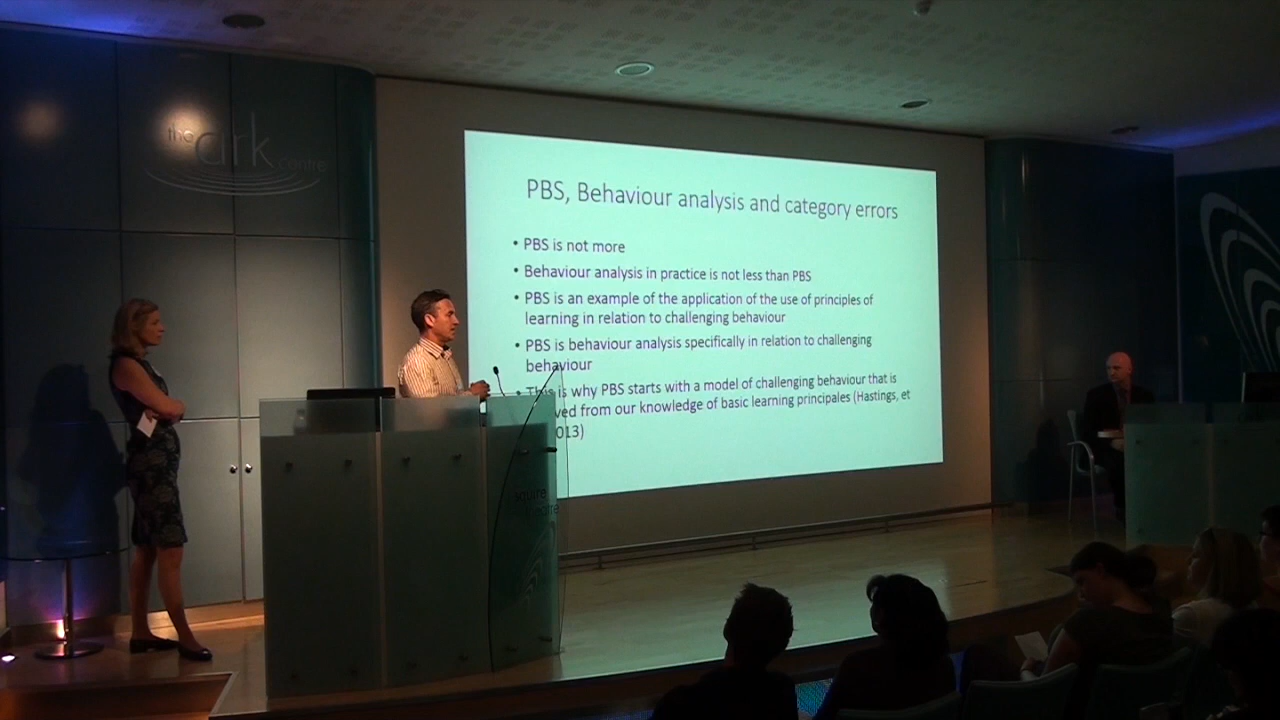 the ark centre
PBS, Behaviour analysis and category errors
• PBS is not more
• Behaviour analysis in practice is not less than PBS
• PBS is an example of the application of the use of principles of
learning in relation to challenging behaviour
• PBS is behaviour analysis specifically in relation to challenging
behaviour
• This is why PBS starts with a model of challenging behaviour that is
ved from our knowledge of basic learning principales (Hastings, et
013)